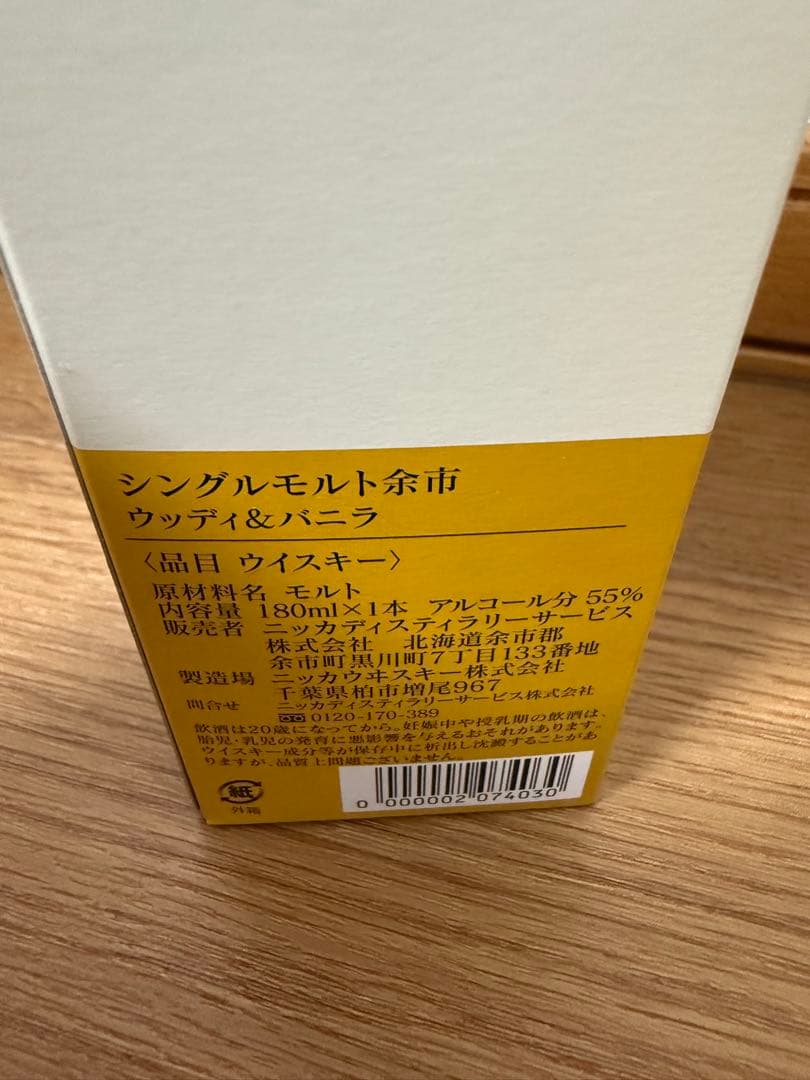 シングルモルト余市
ウッディ&バニラ
〈品目 ウイスキー〉
原材料名 モルト
内容量 180ml×1本 アルコール分 55%
販売者 ニッカディスティラリーサービス
株式会社 北海道余市郡
余市町黒川町7丁目133番地
製造場 ニッカウヰスキー株式会社
千葉県柏市増尾967
問合せ ニッカディスティラリーサービス株式会社
0120-170-389
飲酒は20歳になってから。妊娠中や授乳期の飲酒は、
胎児・乳児の発育に悪影響を与えるおそれがあります。
ウイスキー成分等が保存中に析出し沈澱することがあ
りますが、品質上問題ございません。
紙
外箱
0 000002 074030